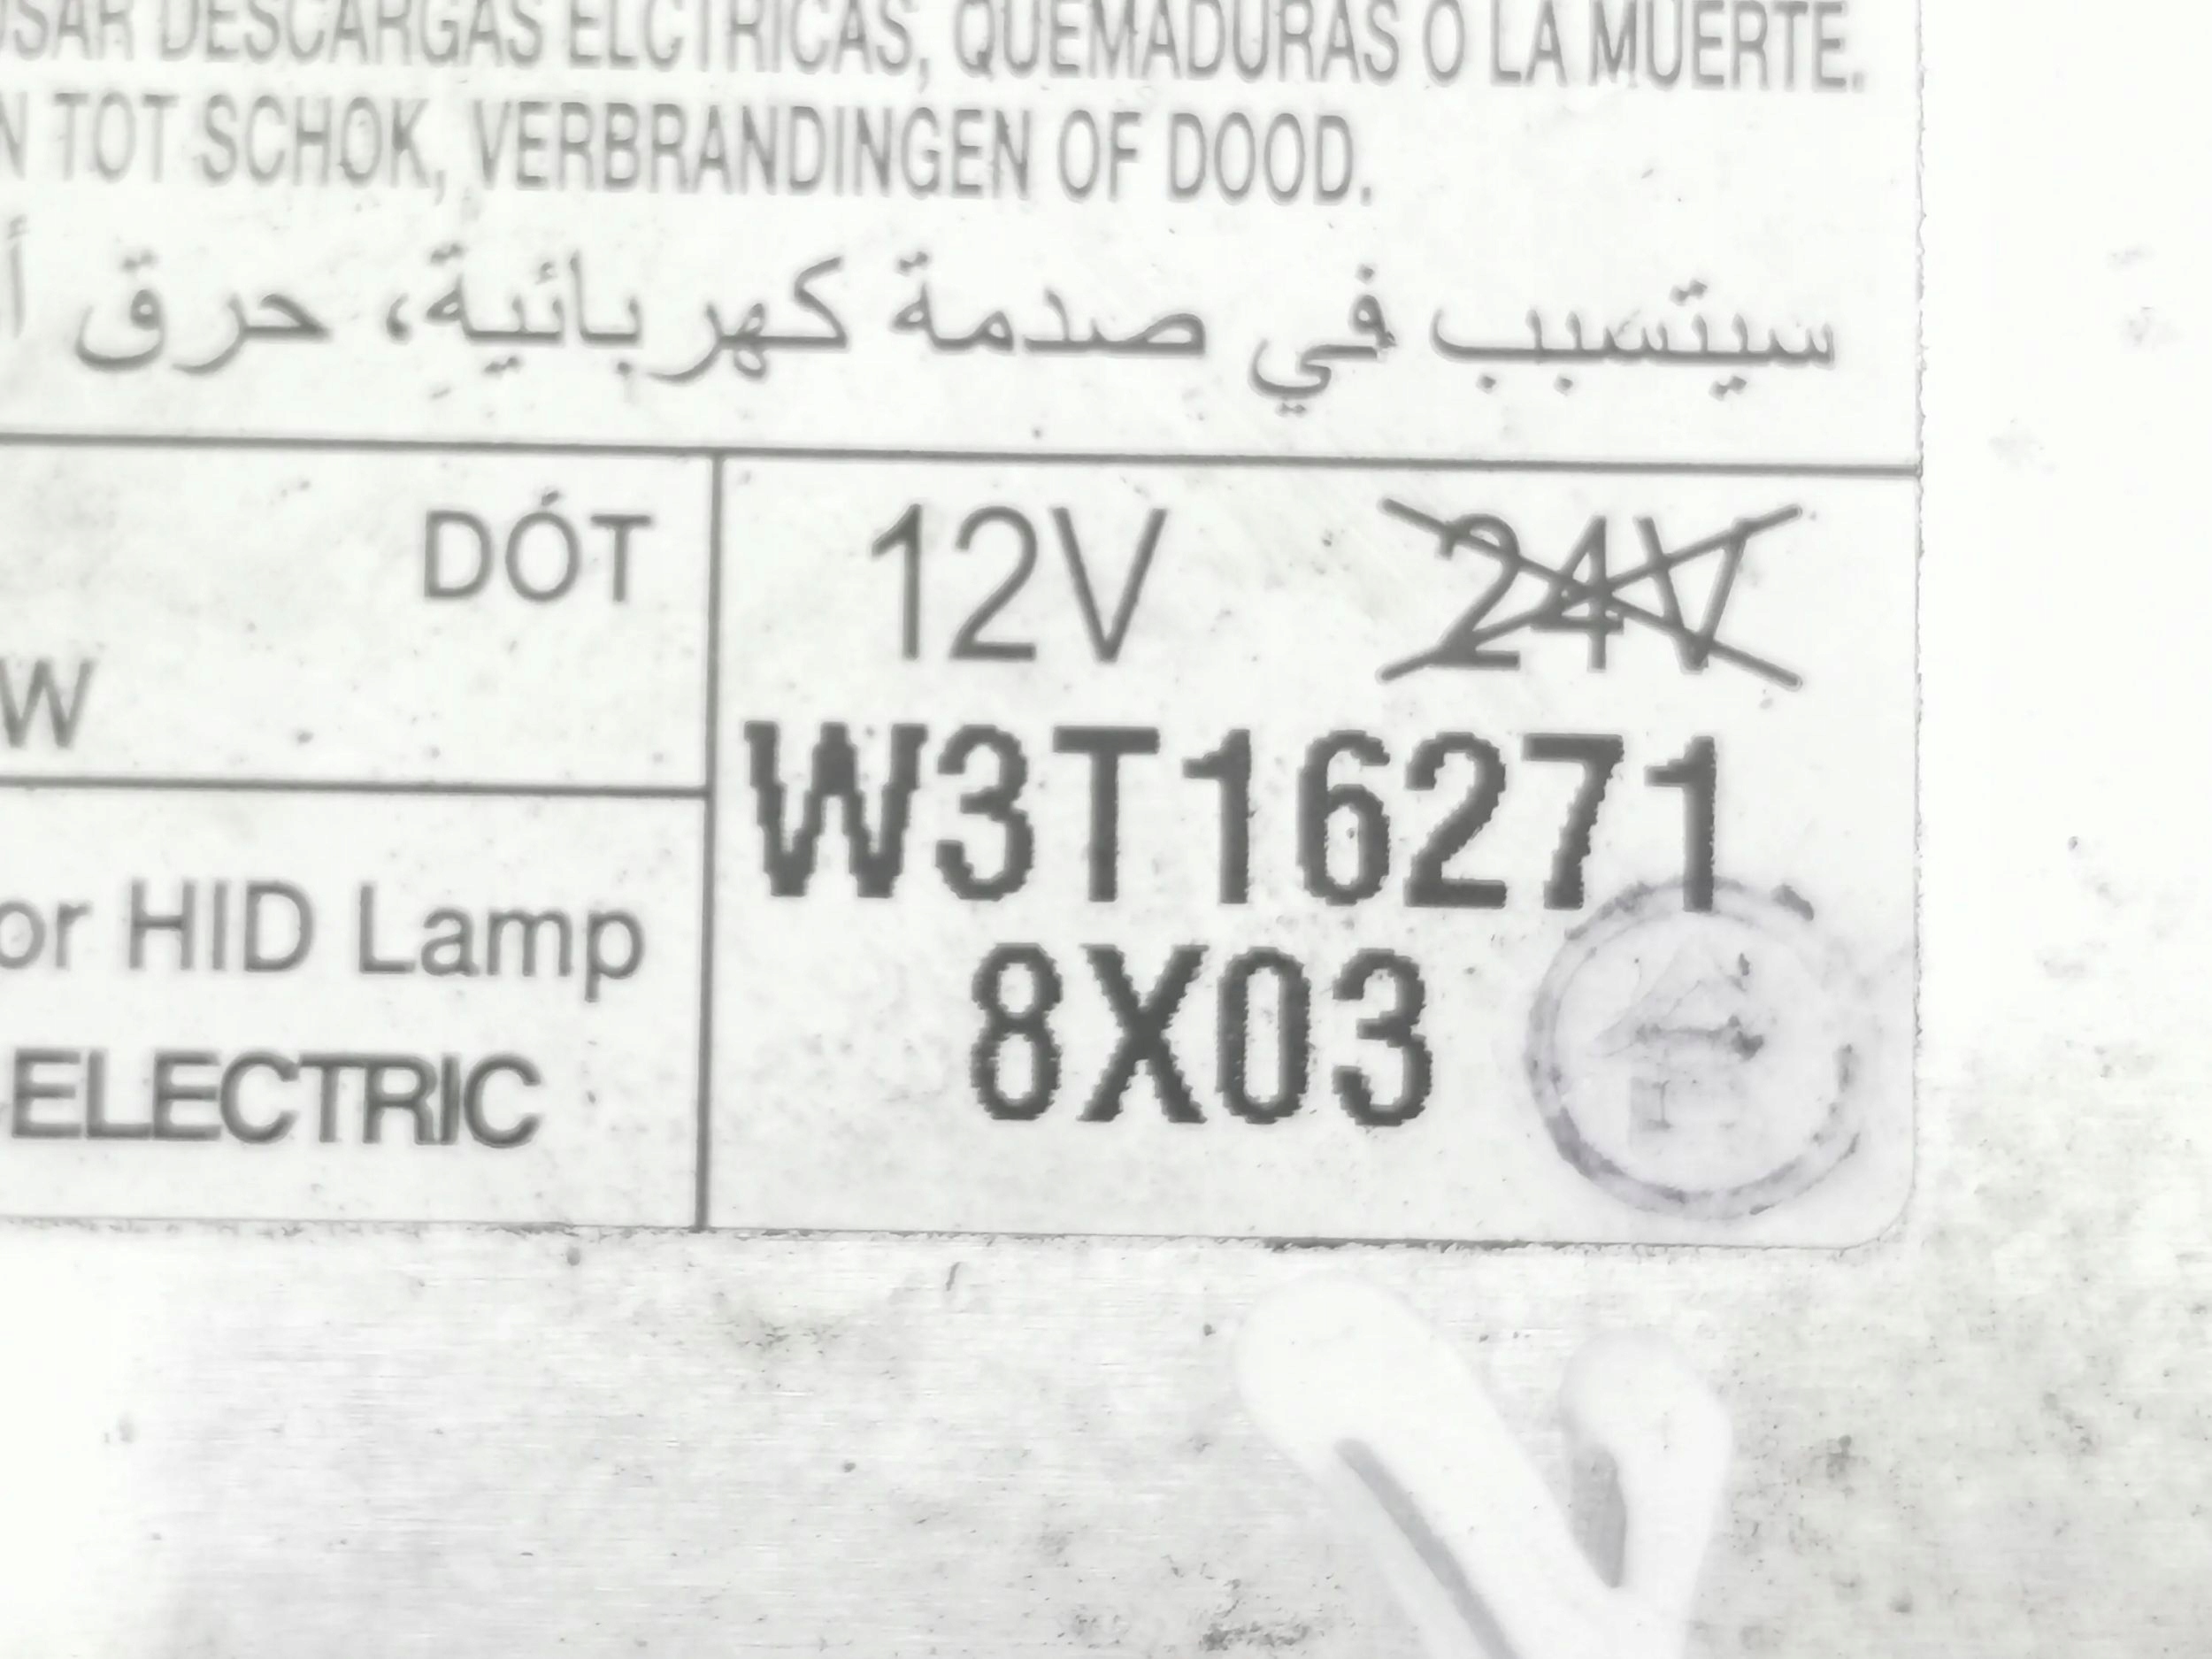 USAR DESCARGAS ELCTRICAS, QUEMADURAS O LA MUERTE.
N TOT SCHOK, VERBRANDINGEN OF DOOD.
سيتسبب في صدمة كهربائية، حرق أ
DÓT
W
12V 24V
W3T16271
8X03
or HID Lamp
ELECTRIC